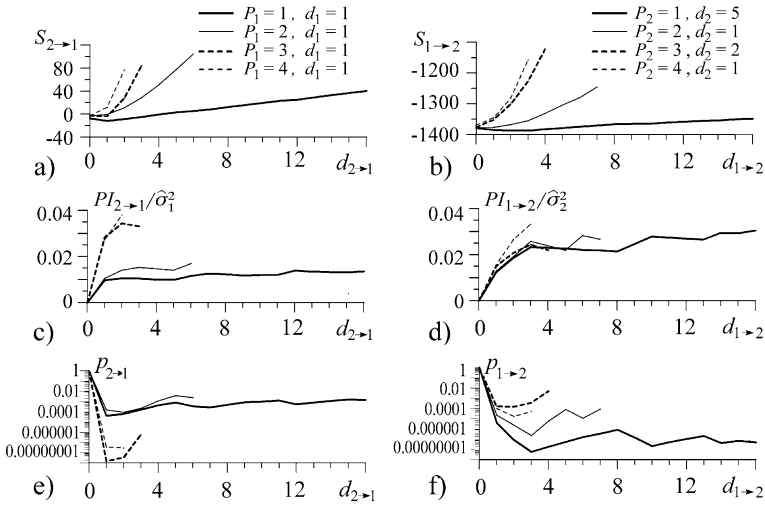 S2→1
P1 = 1, d1 = 1
P1 = 2, d1 = 1
P1 = 3, d1 = 1
P1 = 4, d1 = 1
120
80
40
0
-40
0 4 8 12
a)
d2→1
S1→2
P2 = 1, d2 = 5
P2 = 2, d2 = 1
P2 = 3, d2 = 2
P2 = 4, d2 = 1
-1200
-1300
-1400
0 4 8 12
b)
d1→2
PI2→1/σ̂1²
0.04
0.02
0
0 4 8 12
c)
d2→1
PI1→2/σ̂2²
0.04
0.02
0
0 4 8 12
d)
d1→2
p2→1
1
0.01
0.0001
0.000001
0.00000001
0 4 8 12
e)
d2→1
p1→2
1
0.01
0.0001
0.000001
0.00000001
0 4 8 12
f)
d1→2